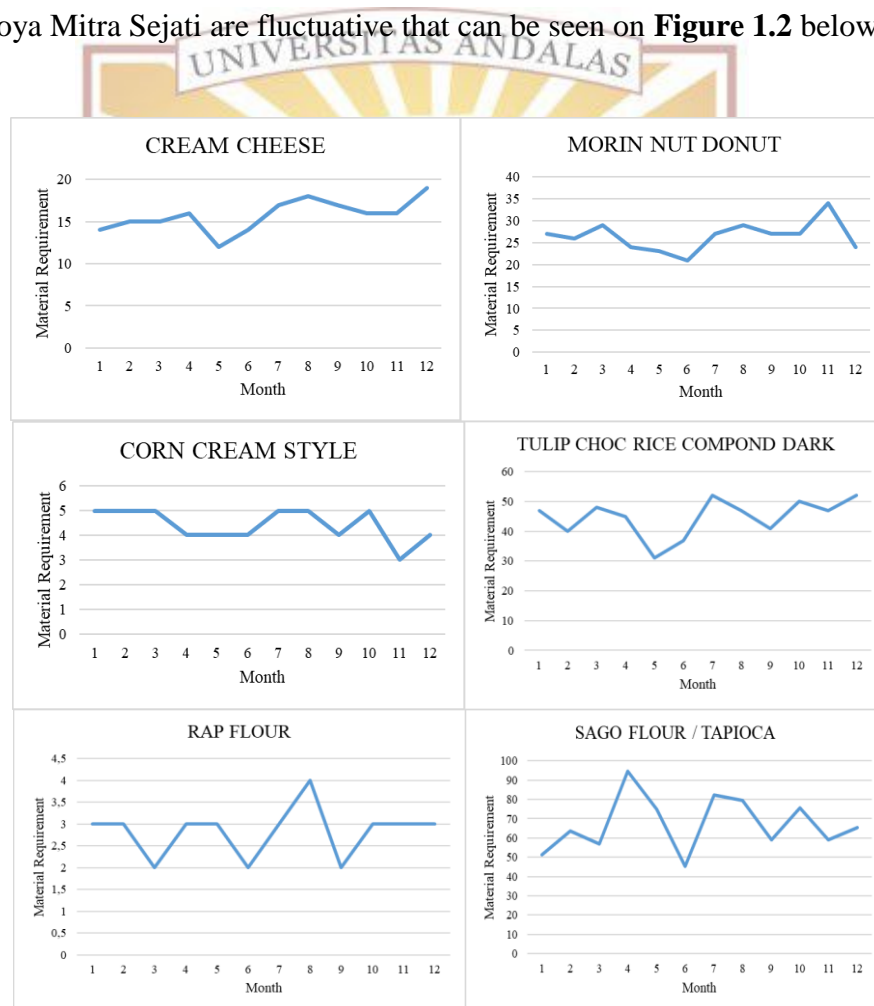 oya Mitra Sejati are fluctuative that can be seen on Figure 1.2 below
UNIVERSITAS ANDALAS
CREAM CHEESE
20
15
10
5
0
Material Requirement
1 2 3 4 5 6 7 8 9 10 11 12
Month
MORIN NUT DONUT
40
35
30
25
20
15
10
5
0
Material Requirement
1 2 3 4 5 6 7 8 9 10 11 12
Month
CORN CREAM STYLE
6
5
4
3
2
1
0
Material Requirement
1 2 3 4 5 6 7 8 9 10 11 12
Month
TULIP CHOC RICE COMPOND DARK
60
50
40
30
20
10
0
Material Requirement
1 2 3 4 5 6 7 8 9 10 11 12
Month
RAP FLOUR
4,5
4
3,5
3
2,5
2
1,5
1
0,5
0
Material Requirement
1 2 3 4 5 6 7 8 9 10 11 12
Month
SAGO FLOUR / TAPIOCA
100
90
80
70
60
50
40
30
20
10
0
Material Requirement
1 2 3 4 5 6 7 8 9 10 11 12
Month